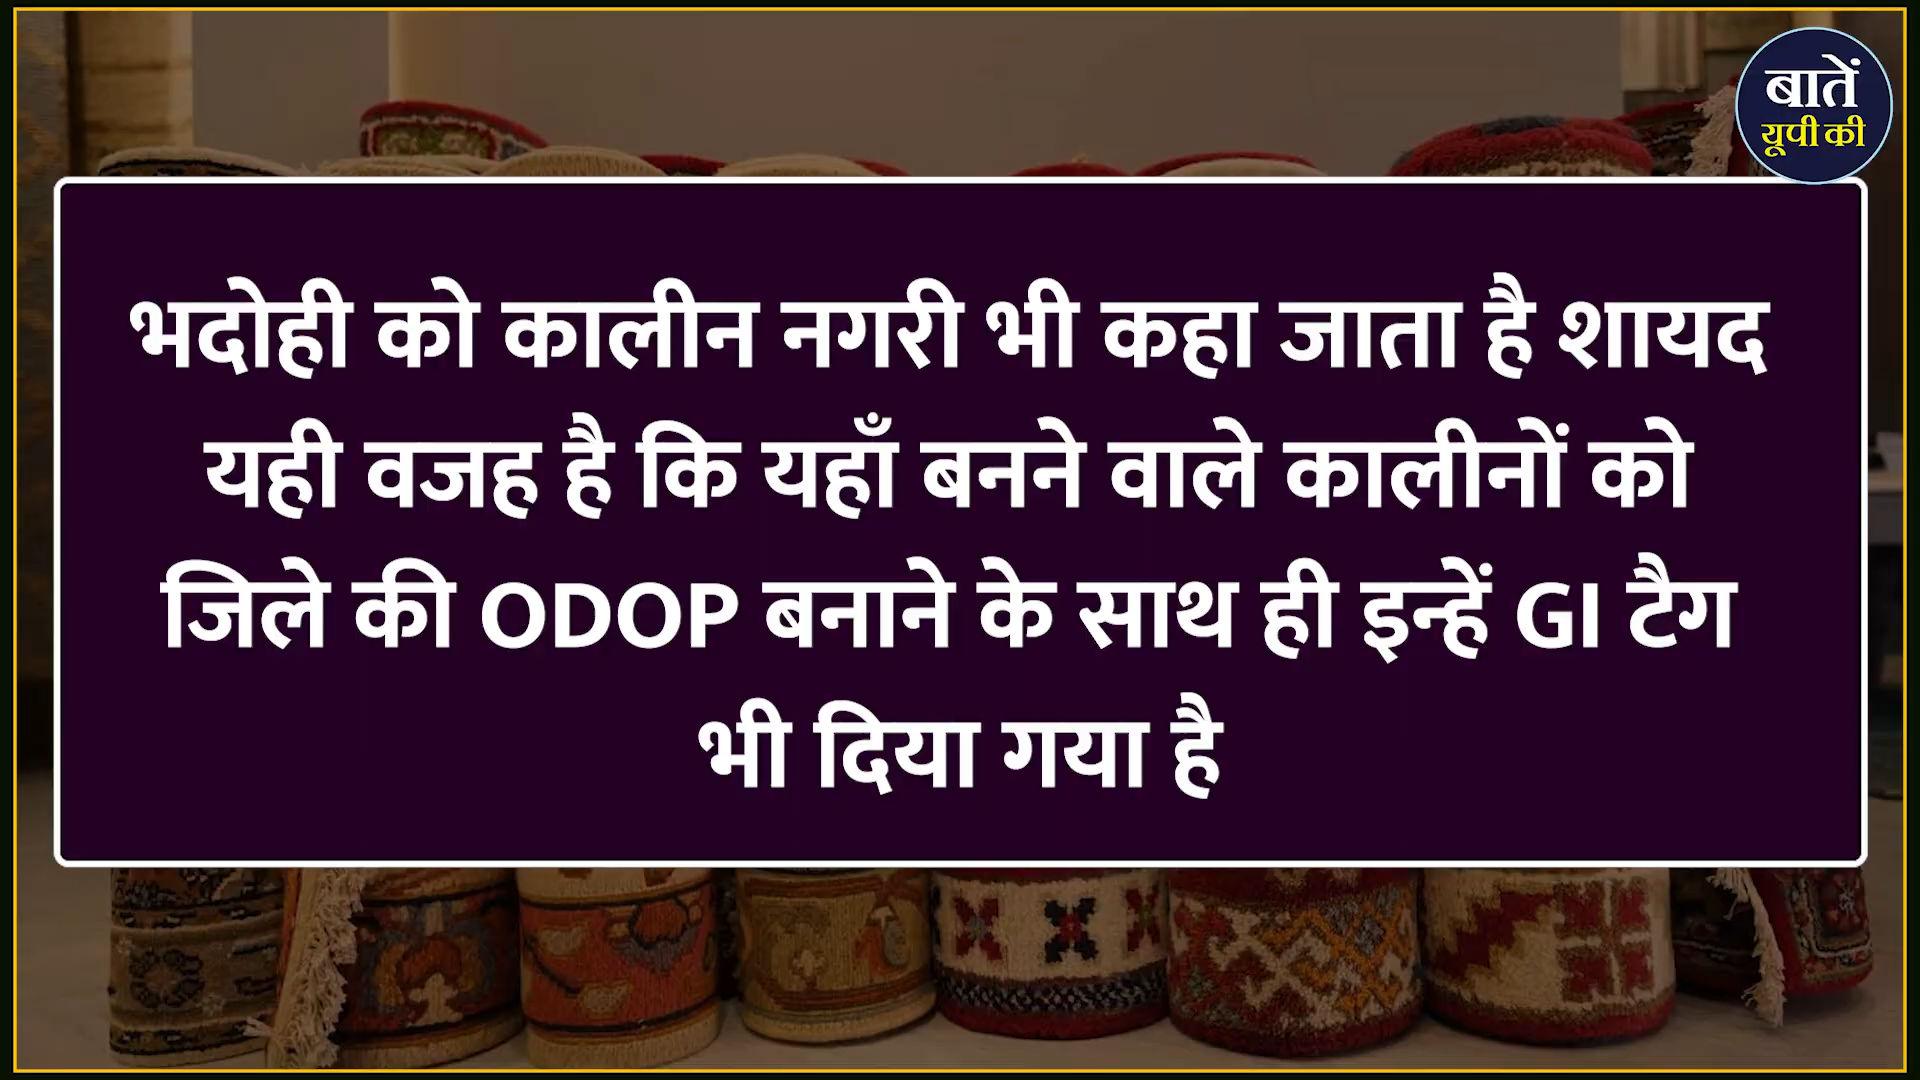 बातें
यूपी की
भदोही को कालीन नगरी भी कहा जाता है शायद
यही वजह है कि यहाँ बनने वाले कालीनों को
जिले की ODOP बनाने के साथ ही इन्हें GI टैग
भी दिया गया है